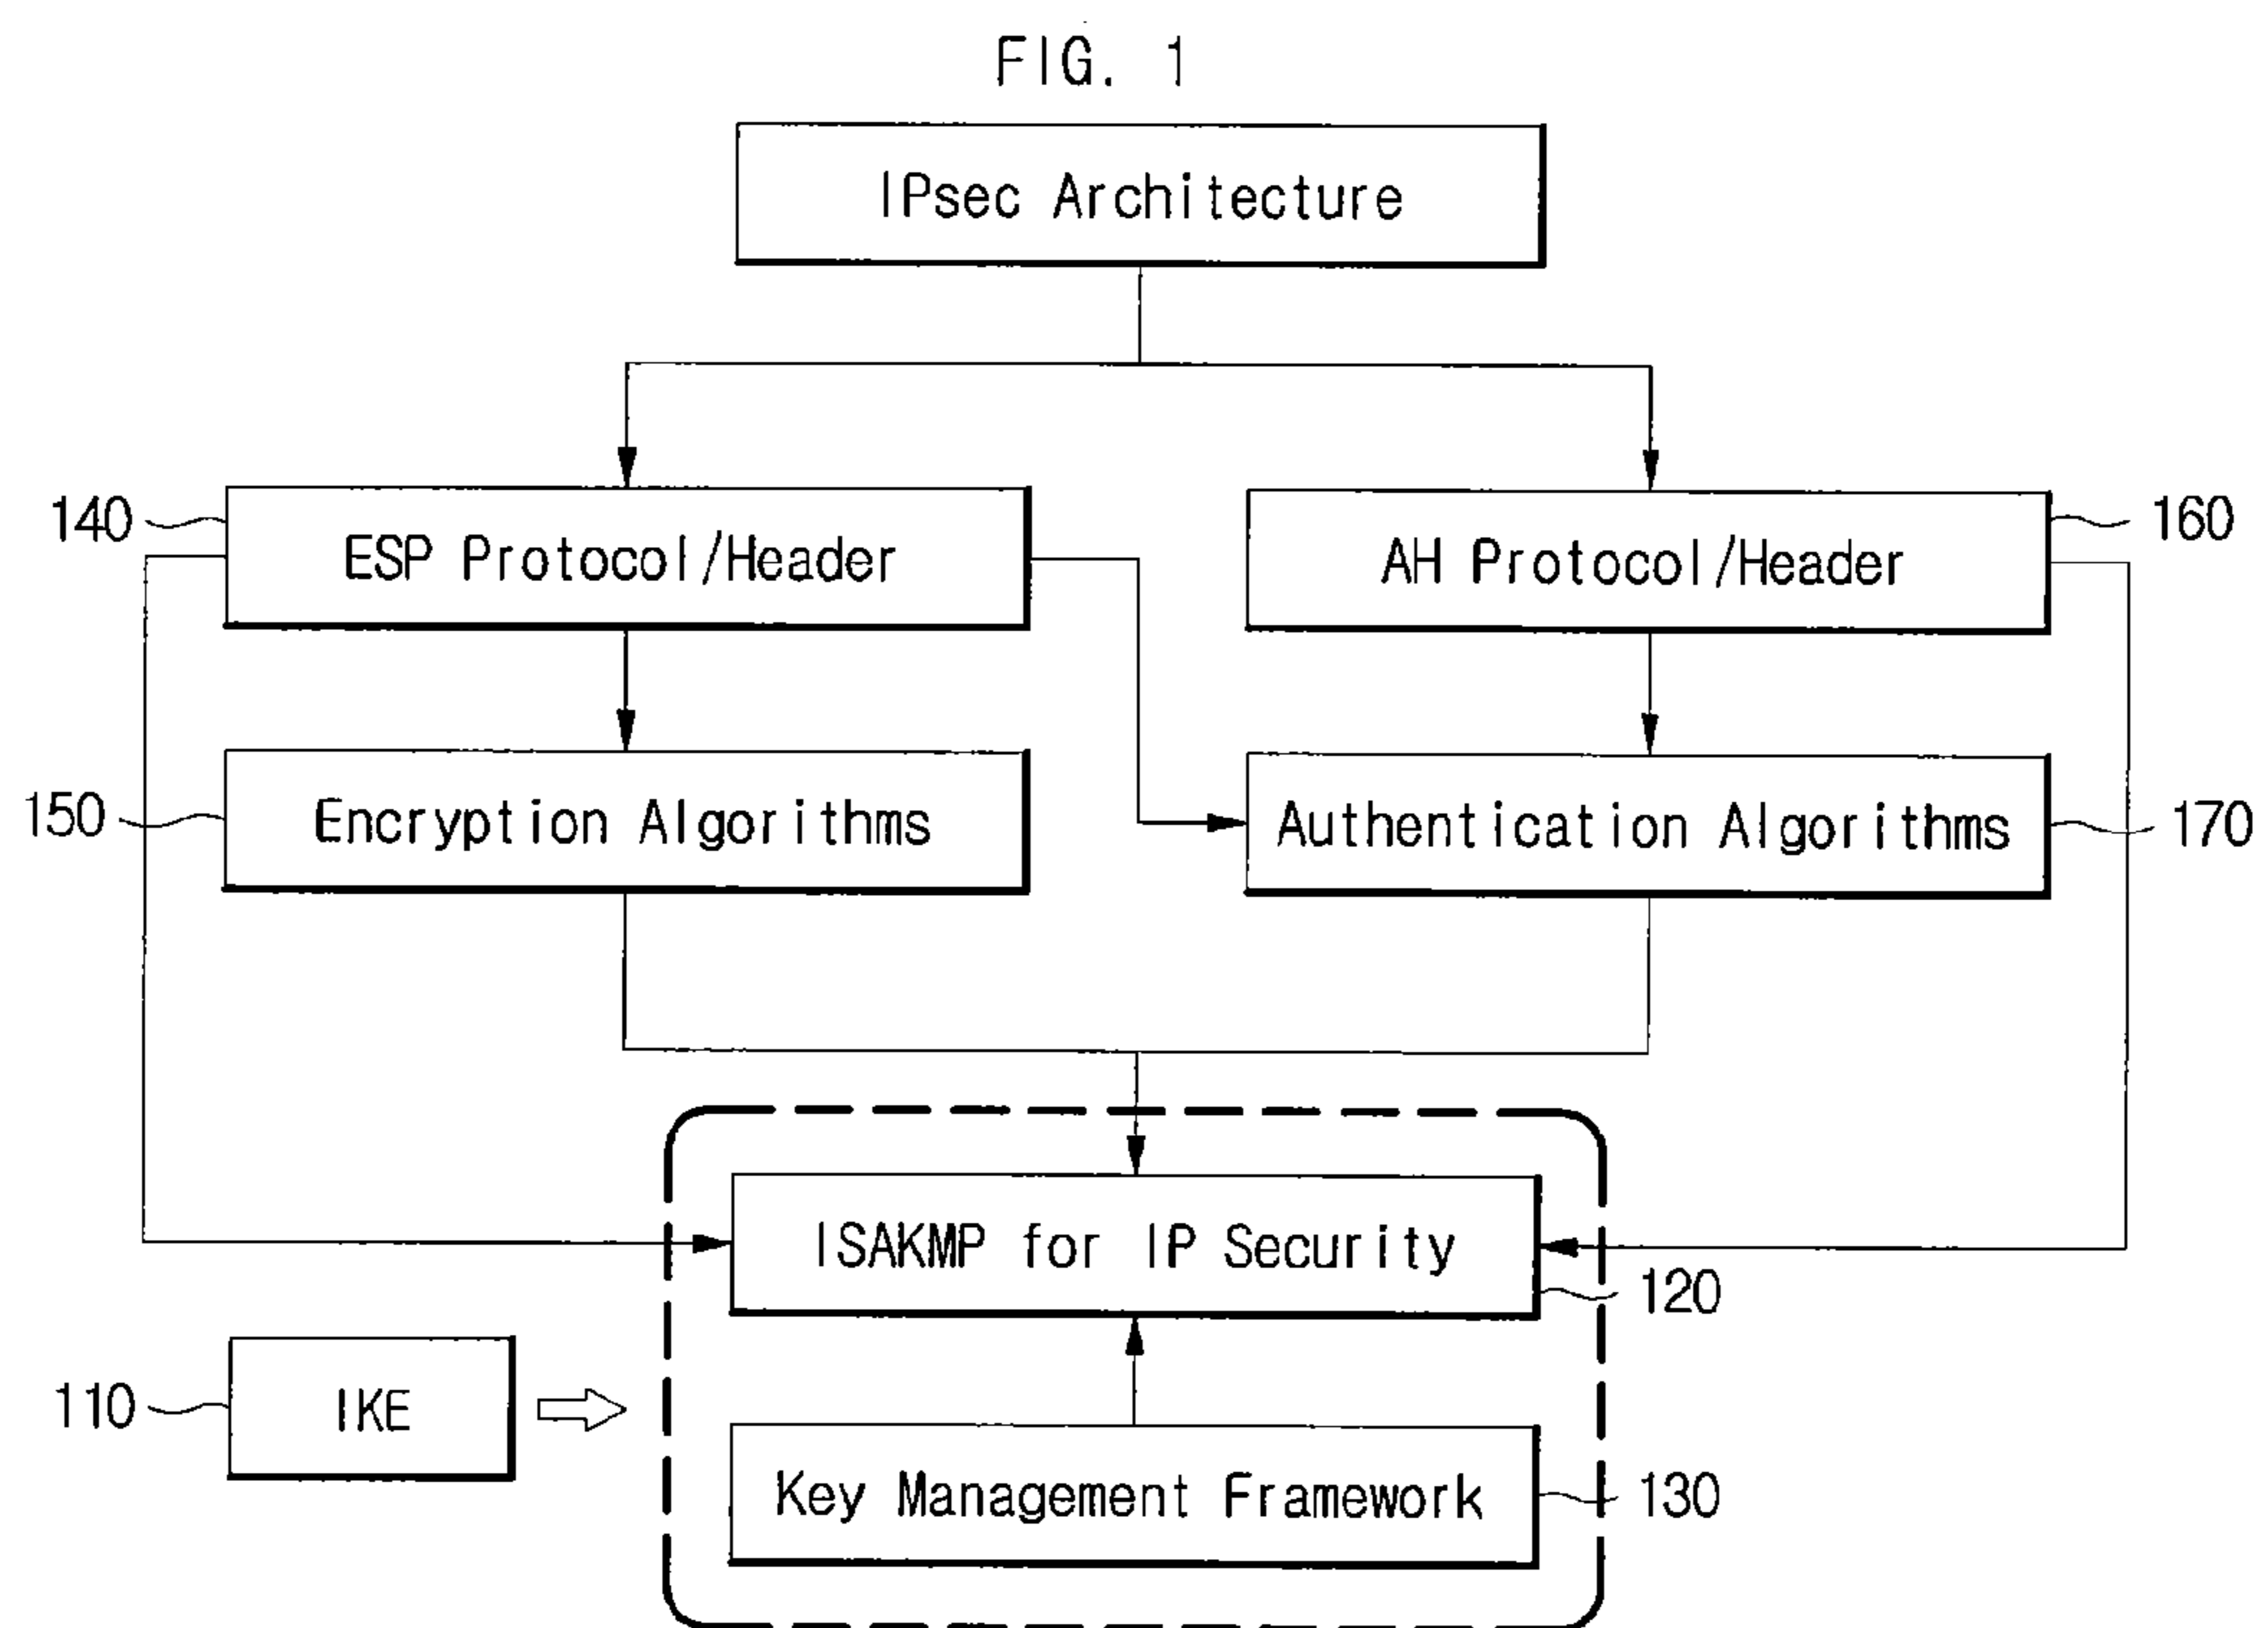 FIG. 1
IPsec Architecture
140
ESP Protocol/Header
AH Protocol/Header
160
150
Encryption Algorithms
Authentication Algorithms
170
ISAKMP for IP Security
120
110
IKE
Key Management Framework
130